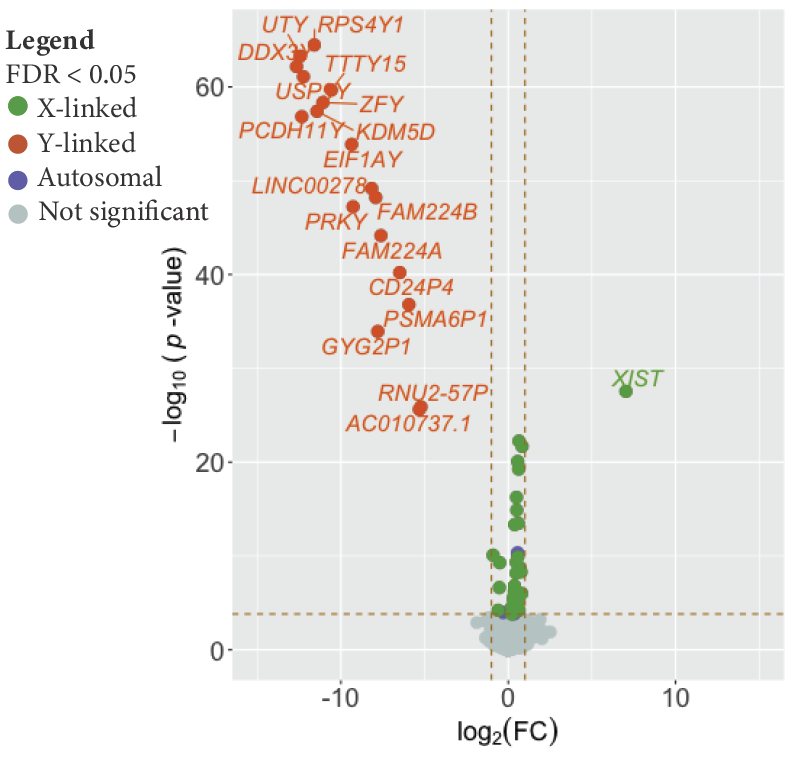 Legend
FDR < 0.05
X-linked
Y-linked
Autosomal
Not significant
UTY RPS4Y1
DDX3Y
TTTY15
USP9Y
ZFY
PCDH11Y KDM5D
EIF1AY
LINC00278
PRKY FAM224B
FAM224A
CD24P4
PSMA6P1
GYG2P1
XIST
RNU2-57P
AC010737.1
60
40
20
0
−log10 ( p -value)
-10 0 10
log2(FC)